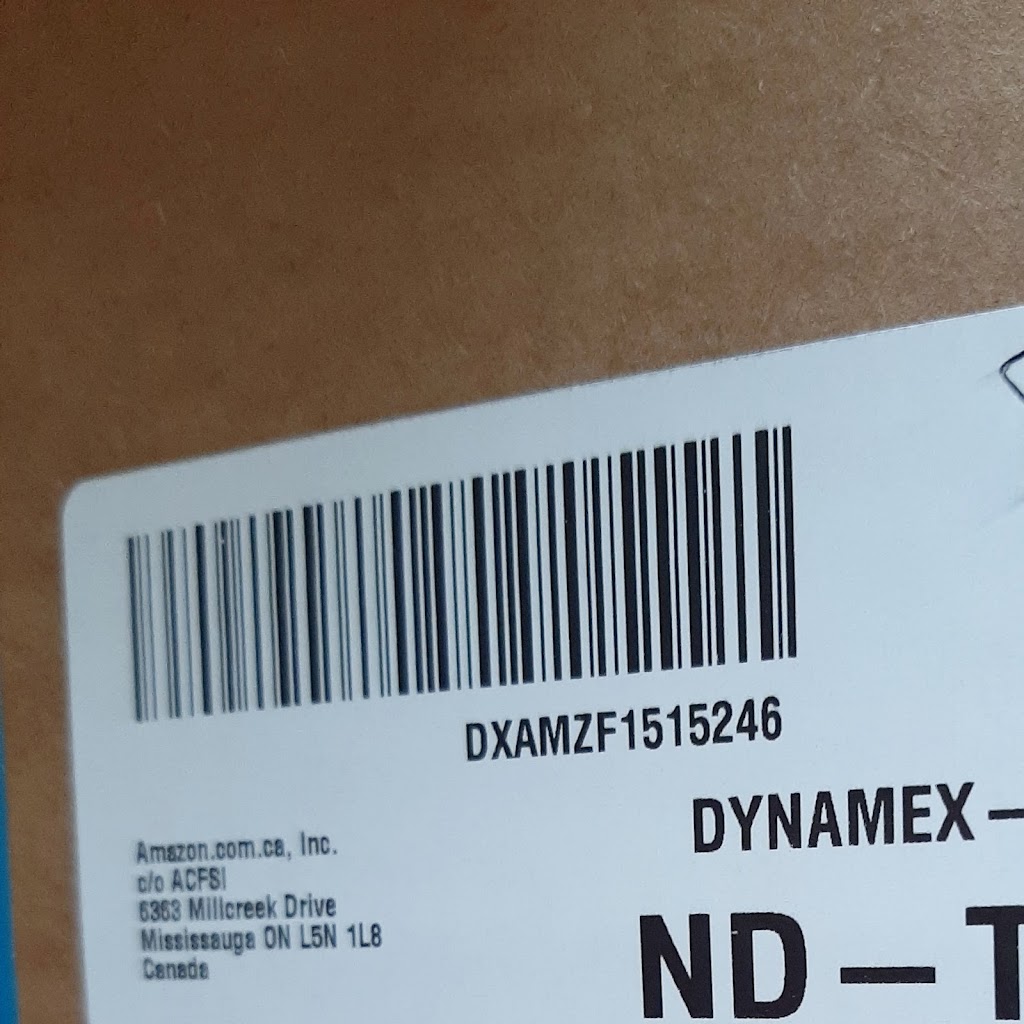 DXAMZF1515246
DYNAMEX –
Amazon.com.ca, Inc.
c/o ACFSI
6363 Millcreek Drive
Mississauga ON L5N 1L8
Canada
ND – T